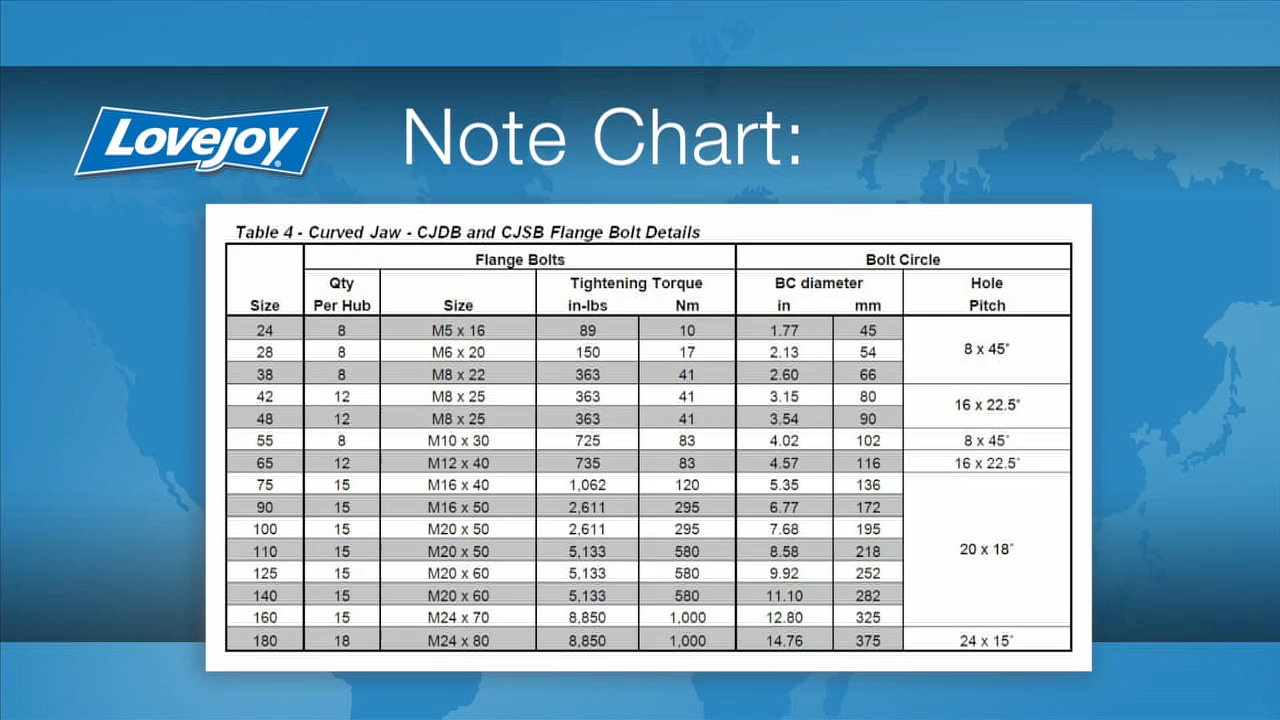 Lovejoy®
Note Chart:
Table 4 - Curved Jaw - CJDB and CJSB Flange Bolt Details
Flange Bolts Bolt Circle
Qty Tightening Torque BC diameter Hole
Size Per Hub Size in-lbs Nm in mm Pitch
24 8 M5 x 16 89 10 1.77 45
28 8 M6 x 20 150 17 2.13 54 8 x 45°
38 8 M8 x 22 363 41 2.60 66
42 12 M8 x 25 363 41 3.15 80 16 x 22.5°
48 12 M8 x 25 363 41 3.54 90
55 8 M10 x 30 725 83 4.02 102 8 x 45°
65 12 M12 x 40 735 83 4.57 116 16 x 22.5°
75 15 M16 x 40 1,062 120 5.35 136
90 15 M16 x 50 2,611 295 6.77 172
100 15 M20 x 50 2,611 295 7.68 195
110 15 M20 x 50 5,133 580 8.58 218 20 x 18°
125 15 M20 x 60 5,133 580 9.92 252
140 15 M20 x 60 5,133 580 11.10 282
160 15 M24 x 70 8,850 1,000 12.80 325
180 18 M24 x 80 8,850 1,000 14.76 375 24 x 15°